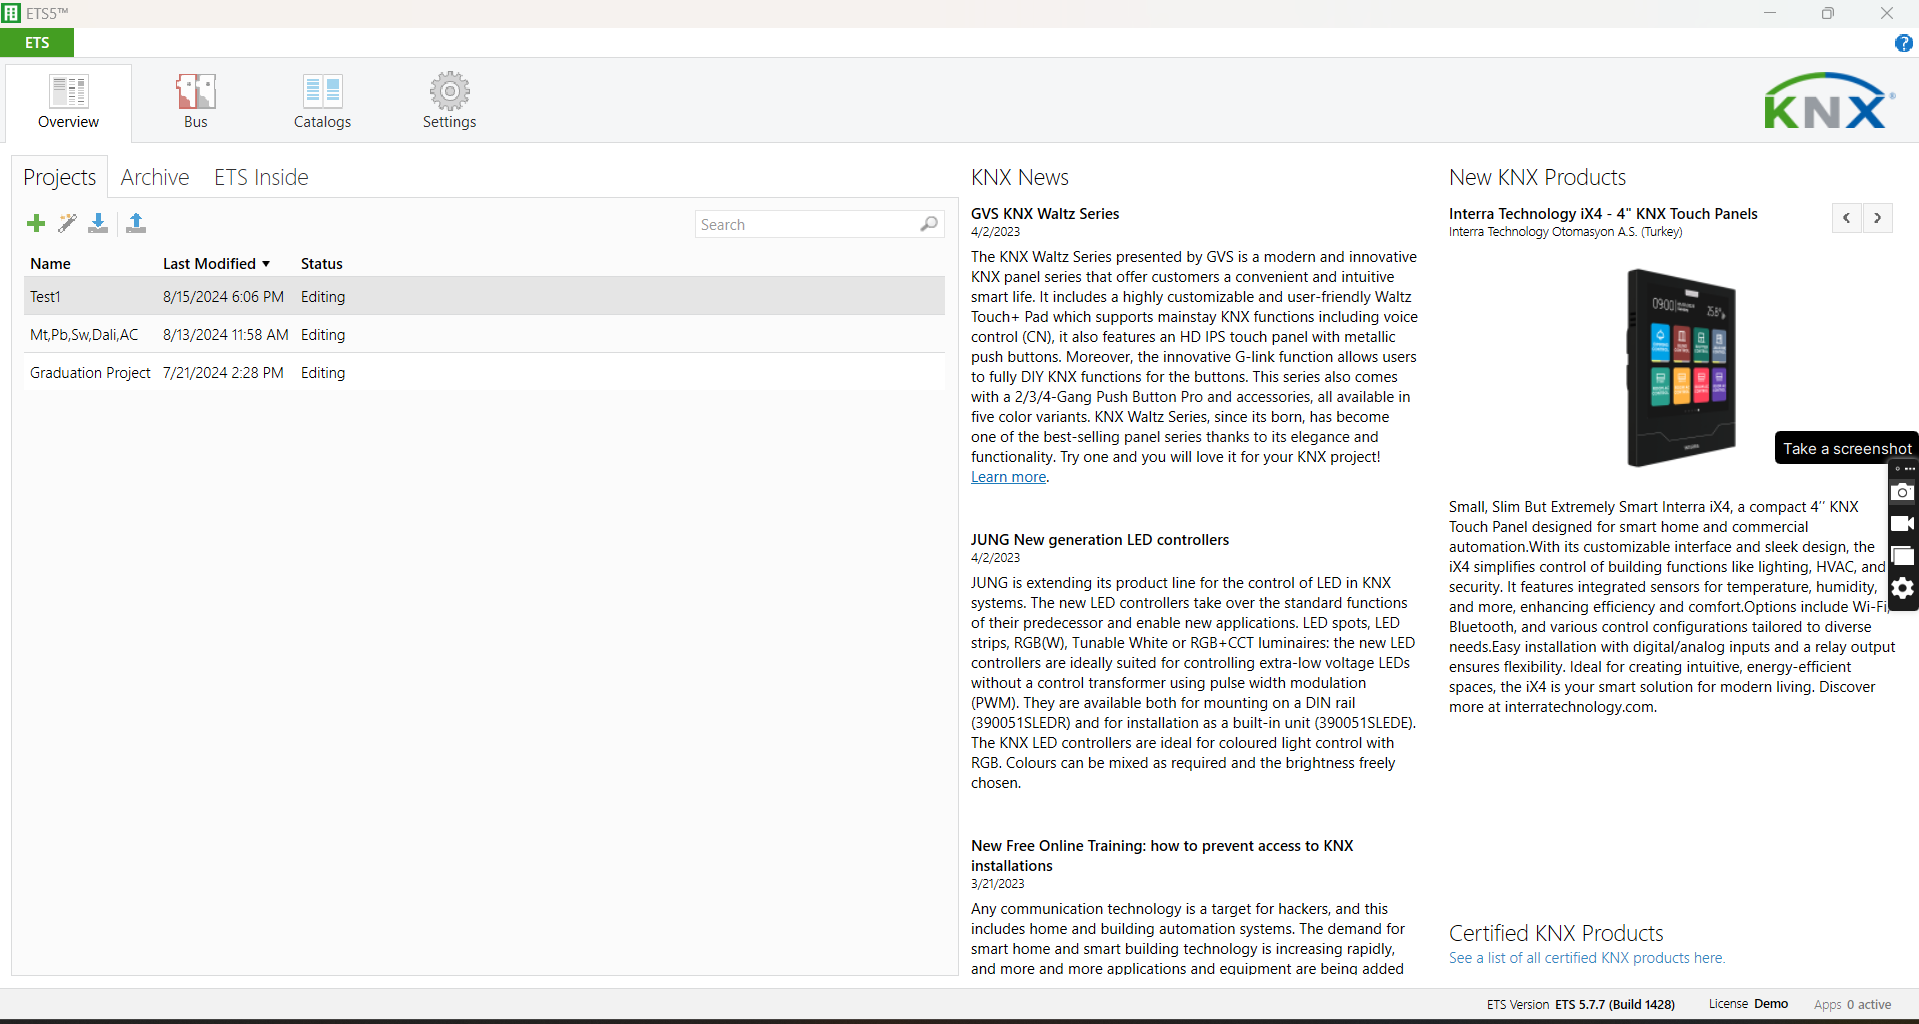 ETS5™
ETS
?
Overview
Bus
Catalogs
Settings
KNX®
Projects
Archive
ETS Inside
Search
Name
Last Modified ▼
Status
Test1
8/15/2024 6:06 PM
Editing
Mt,Pb,Sw,Dali,AC
8/13/2024 11:58 AM
Editing
Graduation Project
7/21/2024 2:28 PM
Editing
KNX News
GVS KNX Waltz Series
4/2/2023
The KNX Waltz Series presented by GVS is a modern and innovative
KNX panel series that offer customers a convenient and intuitive
smart life. It includes a highly customizable and user-friendly Waltz
Touch+ Pad which supports mainstay KNX functions including voice
control (CN), it also features an HD IPS touch panel with metallic
push buttons. Moreover, the innovative G-link function allows users
to fully DIY KNX functions for the buttons. This series also comes
with a 2/3/4-Gang Push Button Pro and accessories, all available in
five color variants. KNX Waltz Series, since its born, has become
one of the best-selling panel series thanks to its elegance and
functionality. Try one and you will love it for your KNX project!
Learn more.
JUNG New generation LED controllers
4/2/2023
JUNG is extending its product line for the control of LED in KNX
systems. The new LED controllers take over the standard functions
of their predecessor and enable new applications. LED spots, LED
strips, RGB(W), Tunable White or RGB+CCT luminaires: the new LED
controllers are ideally suited for controlling extra-low voltage LEDs
without a control transformer using pulse width modulation
(PWM). They are available both for mounting on a DIN rail
(390051SLEDR) and for installation as a built-in unit (390051SLEDE).
The KNX LED controllers are ideal for coloured light control with
RGB. Colours can be mixed as required and the brightness freely
chosen.
New Free Online Training: how to prevent access to KNX
installations
3/21/2023
Any communication technology is a target for hackers, and this
includes home and building automation systems. The demand for
smart home and smart building technology is increasing rapidly,
and more and more applications and equipment are being added
New KNX Products
Interra Technology iX4 - 4" KNX Touch Panels
Interra Technology Otomasyon A.S. (Turkey)
09:00
25.8°
Take a screenshot
Small, Slim But Extremely Smart Interra iX4, a compact 4’’ KNX
Touch Panel designed for smart home and commercial
automation.With its customizable interface and sleek design, the
iX4 simplifies control of building functions like lighting, HVAC, and
security. It features integrated sensors for temperature, humidity,
and more, enhancing efficiency and comfort.Options include Wi-Fi,
Bluetooth, and various control configurations tailored to diverse
needs.Easy installation with digital/analog inputs and a relay output
ensures flexibility. Ideal for creating intuitive, energy-efficient
spaces, the iX4 is your smart solution for modern living. Discover
more at interratechnology.com.
Certified KNX Products
See a list of all certified KNX products here.
ETS Version ETS 5.7.7 (Build 1428)
License Demo
Apps 0 active